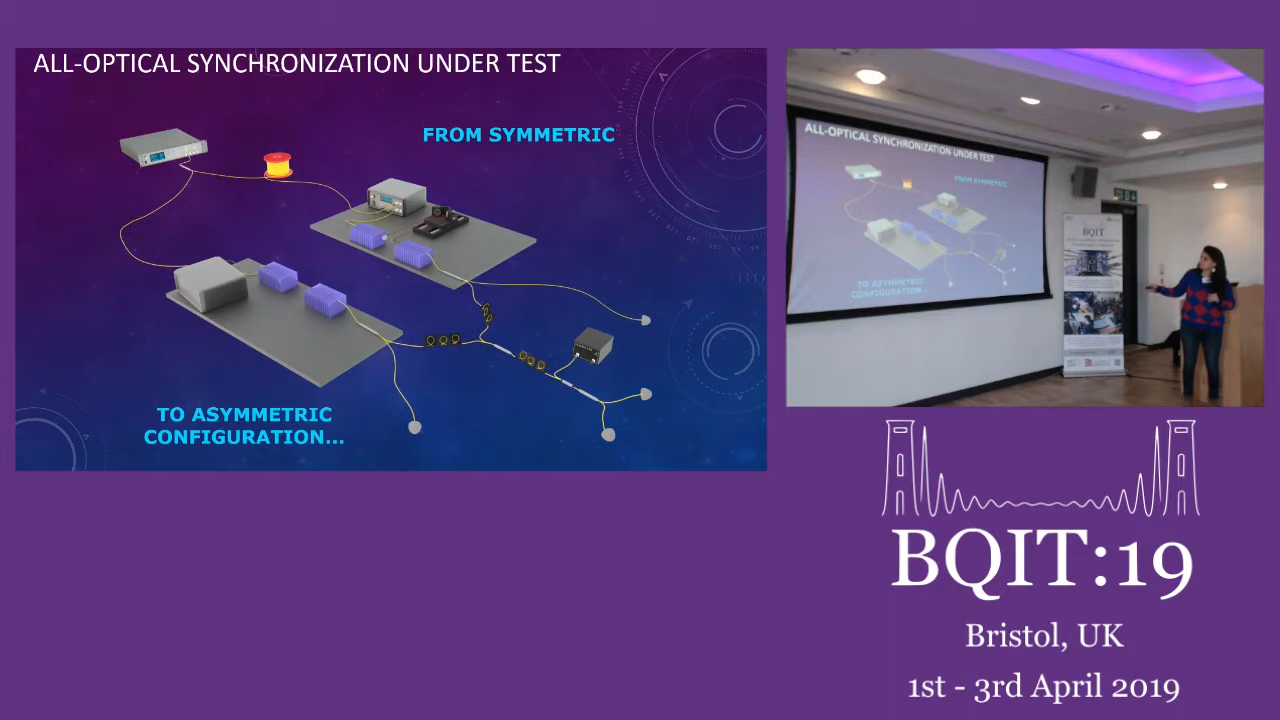 ALL-OPTICAL SYNCHRONIZATION UNDER TEST
FROM SYMMETRIC
TO ASYMMETRIC
CONFIGURATION...
ALL-OPTICAL SYNCHRONIZATION UNDER TEST
FROM SYMMETRIC
TO ASYMMETRIC
CONFIGURATION...
BQIT
BQIT:19
Bristol, UK
1st - 3rd April 2019